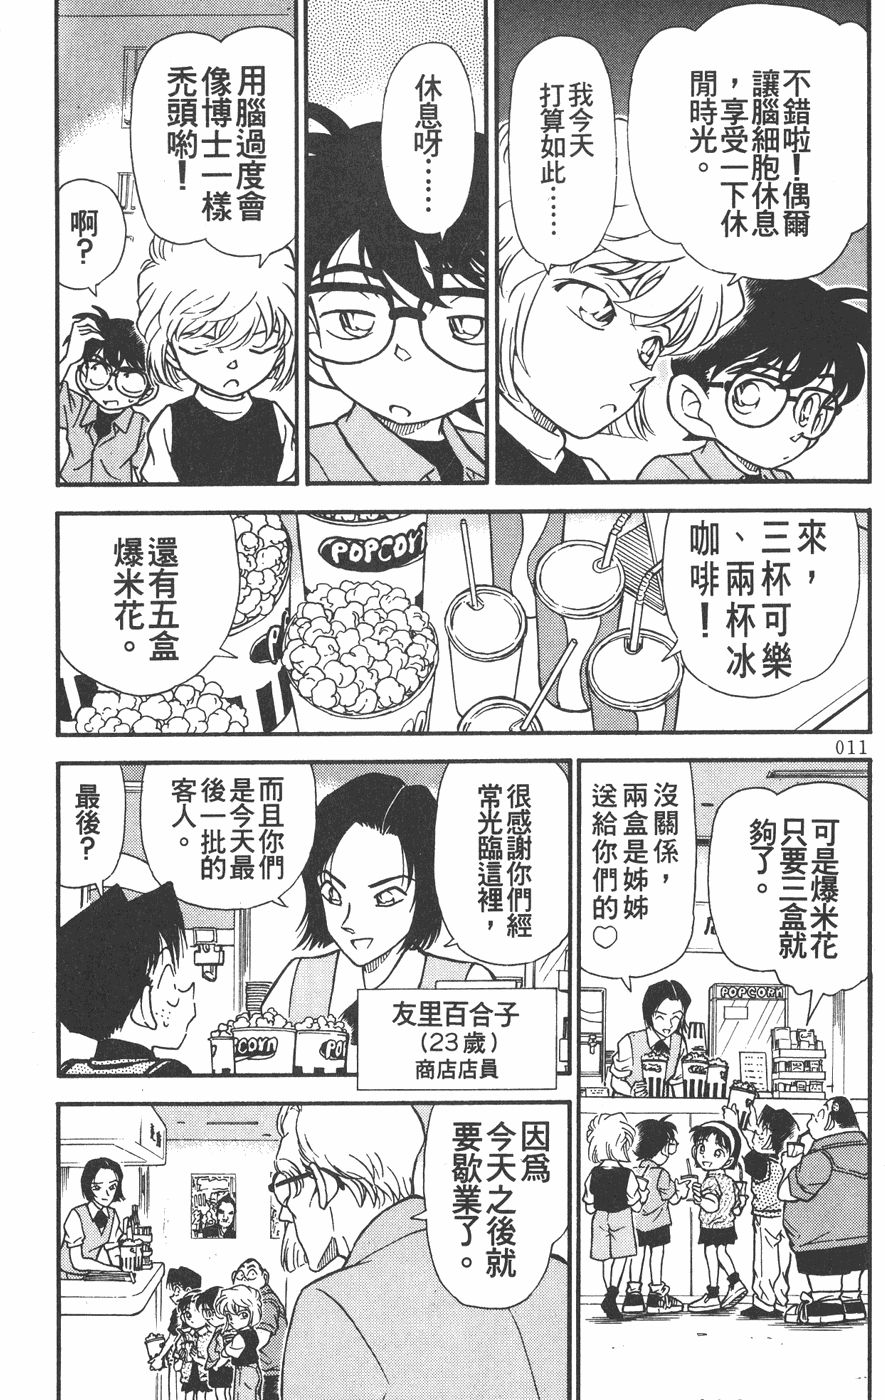 不錯啦！偶爾
讓腦細胞休息
，享受一下休
閒時光。
我今天
打算如此……
休息呀……
用腦過度會
像博士一樣
禿頭喲！
啊？
來，
三杯可樂
、兩杯冰
咖啡！
POPCORN
還有五盒
爆米花。
011
可是爆米花
只要三盒就
夠了。
沒關係，
兩盒是姊姊
送給你們的♡
POPCORN
很感謝你們經
常光臨這裡，
而且你們
是今天最
後一批的
客人。
最後？
友里百合子
（23歲）
商店店員
因為
今天之後就
要歇業了。